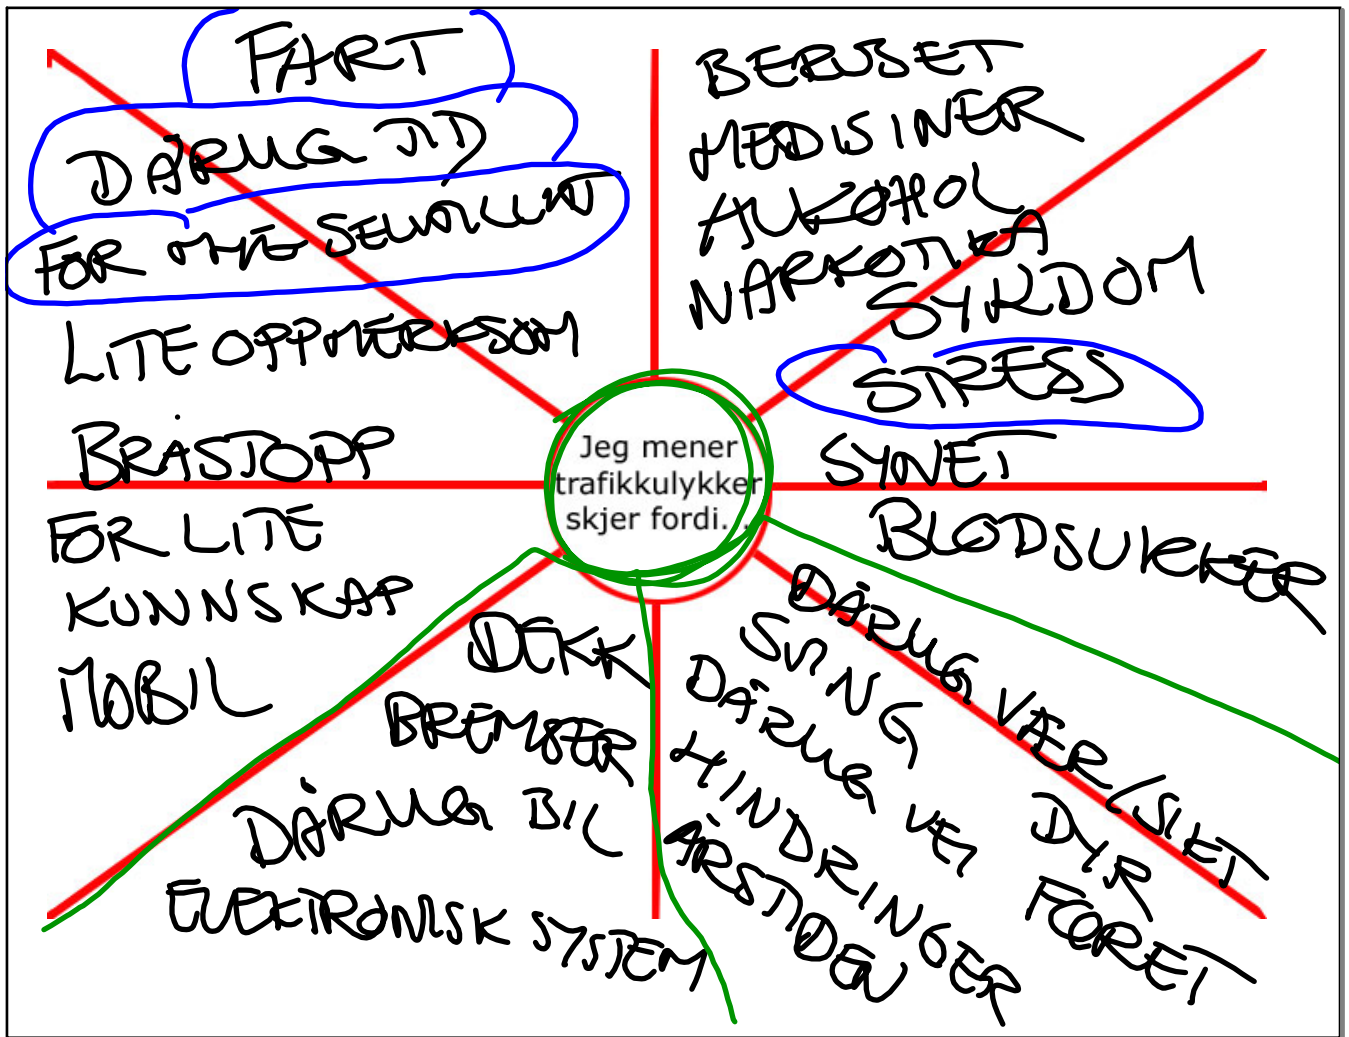 FART
DÅRLIG TID
FOR MYE SELVTILLIT
LITE OPPMERKSOM
BRÅSTOPP
FOR LITE
KUNNSKAP
MOBIL
BERUSET
MEDISINER
ALKOHOL
NARKOTIKA
SYKDOM
STRESS
SYNET
BLODSUKKER
Jeg mener
trafikkulykker
skjer fordi. .
DEKK
BREMSER
DÅRLIG BIL
ELEKTRONISK SYSTEM
DÅRLIG VÆR/SIKT
SVING
DÅRLIG VEI
HINDRINGER
ÅRSTIDEN
DYR
FØRET